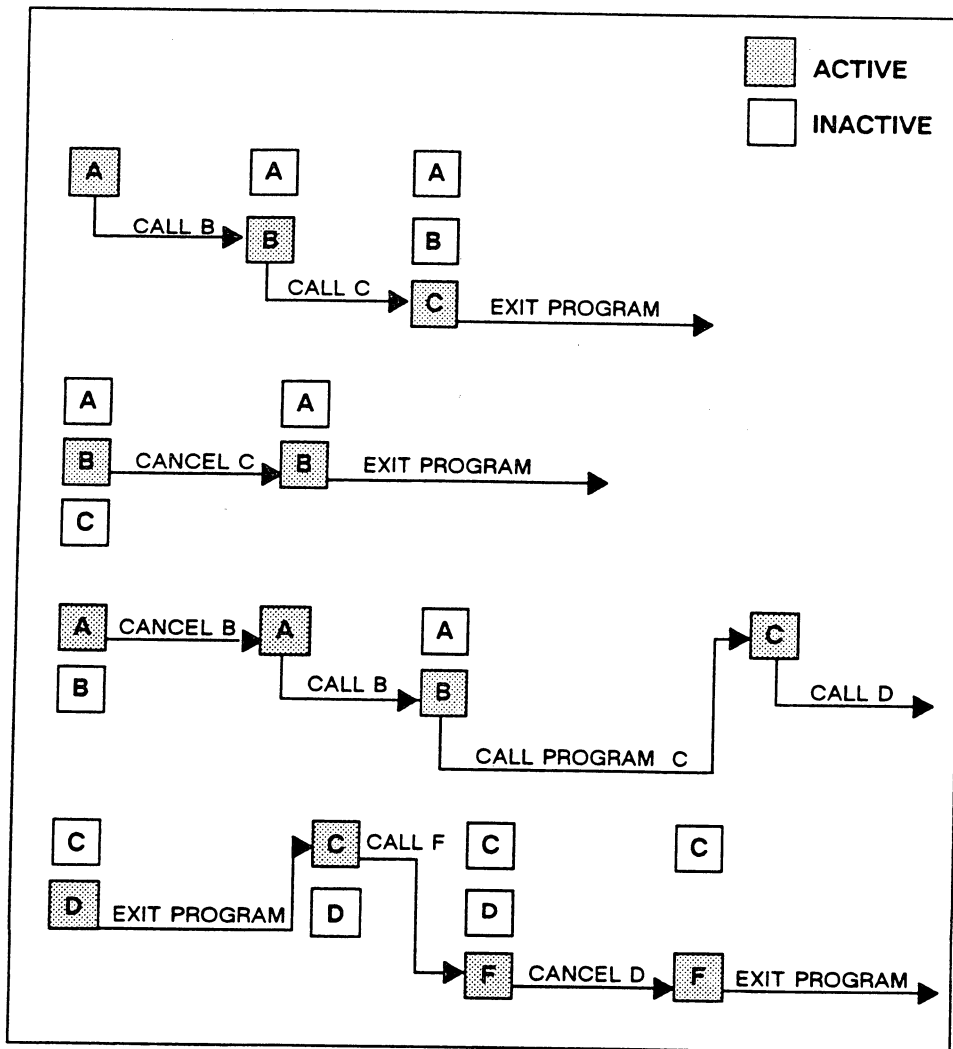 ACTIVE
INACTIVE
A A A
CALL B B B
CALL C C EXIT PROGRAM
A A
B CANCEL C B EXIT PROGRAM
C
A CANCEL B A A C
B CALL B B CALL D
CALL PROGRAM C
C C CALL F C C
D EXIT PROGRAM D D
F CANCEL D F EXIT PROGRAM